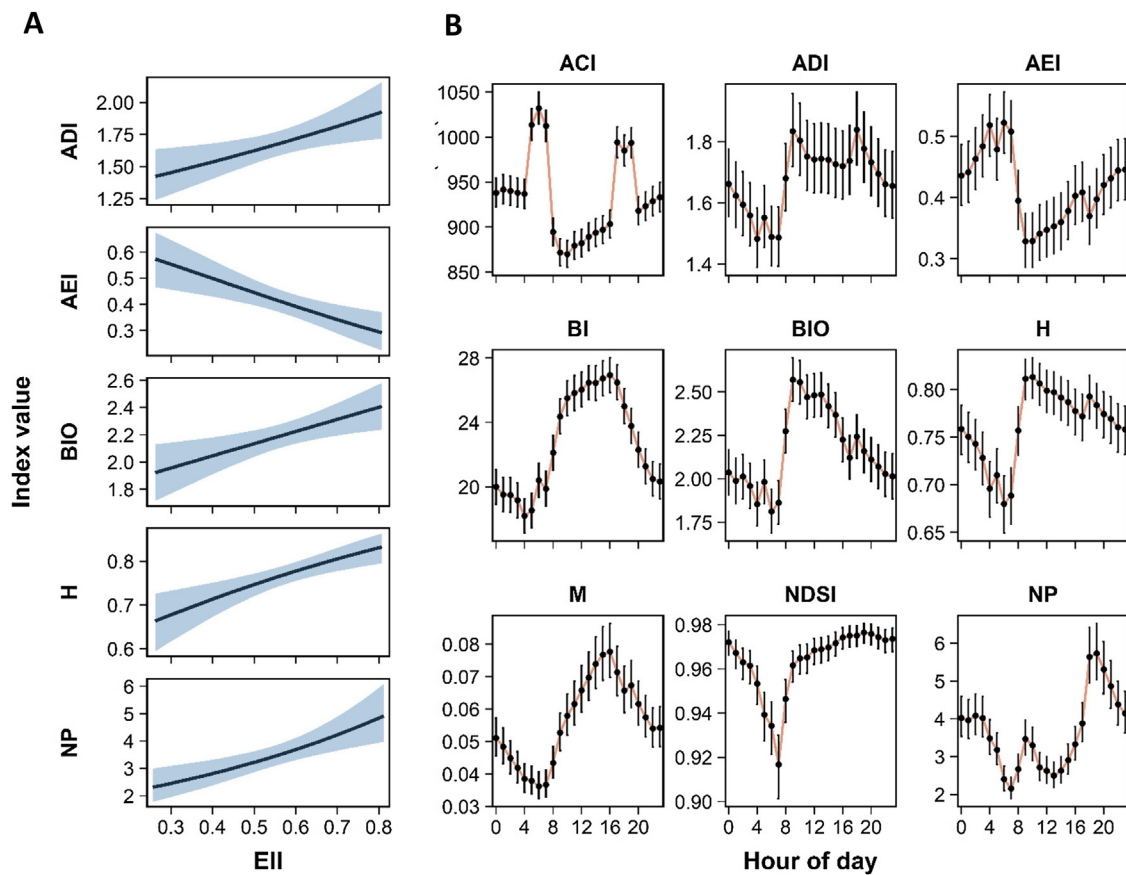 A
B
Index value
ADI
2.00
1.75
1.50
1.25
AEI
0.6
0.5
0.4
0.3
BIO
2.6
2.4
2.2
2.0
1.8
H
0.8
0.7
0.6
NP
6
5
4
3
2
0.3 0.4 0.5 0.6 0.7 0.8
EII
ACI
1050
1000
950
900
850
ADI
1.8
1.6
1.4
AEI
0.5
0.4
0.3
BI
28
24
20
BIO
2.50
2.25
2.00
1.75
H
0.80
0.75
0.70
0.65
M
0.08
0.07
0.06
0.05
0.04
0.03
0 4 8 12 16 20
NDSI
0.98
0.96
0.94
0.92
0.90
0 4 8 12 16 20
NP
6
5
4
3
2
0 4 8 12 16 20
Hour of day